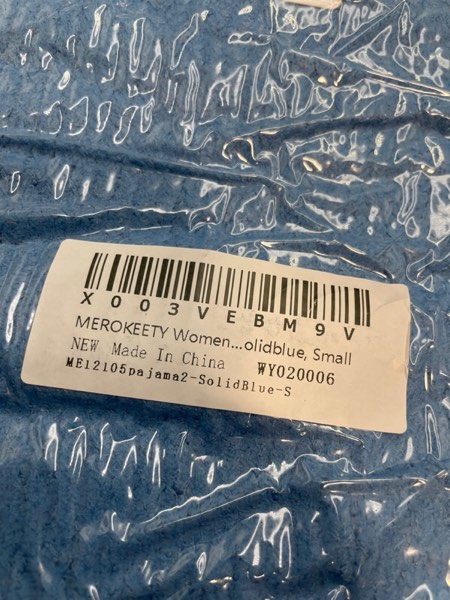 X003VEBM9V
MEROKEETY Women...olidblue, Small
NEW Made In China WY020006
ME12105pajama2-SolidBlue-S